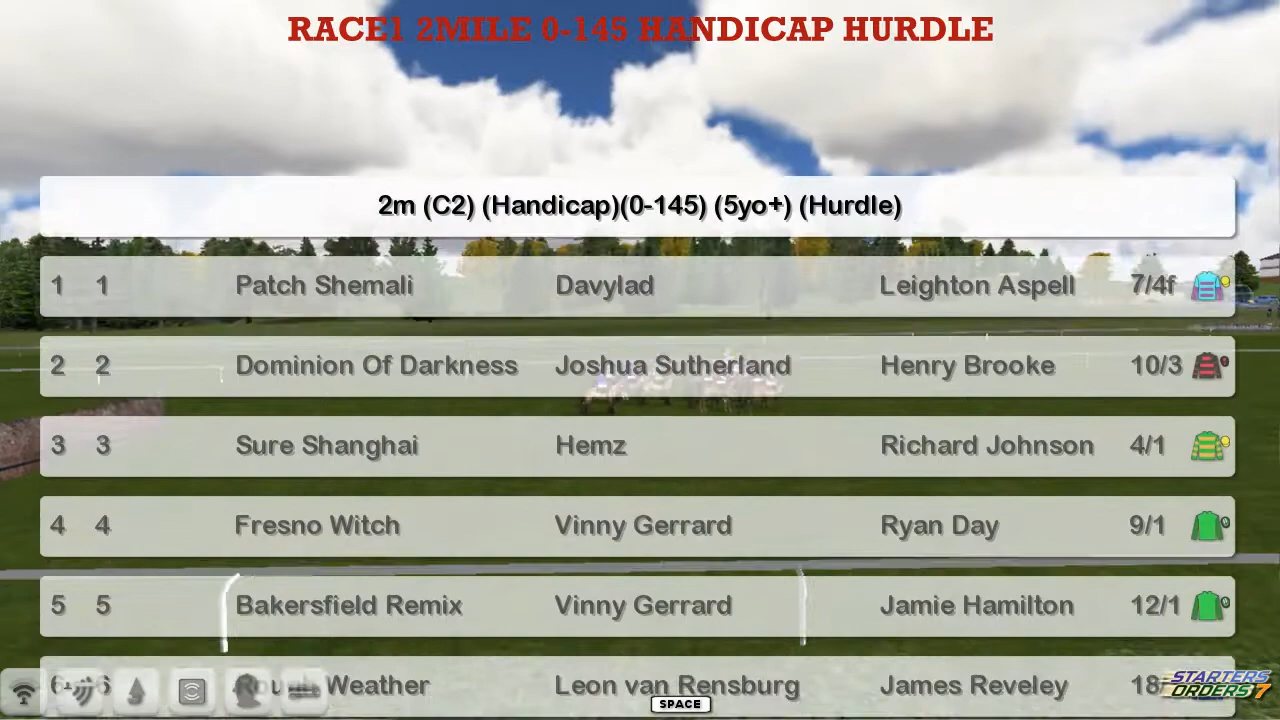 RACE1 2MILE 0-145 HANDICAP HURDLE
2m (C2) (Handicap)(0-145) (5yo+) (Hurdle)
1 1 Patch Shemali Davylad Leighton Aspell 7/4f
2 2 Dominion Of Darkness Joshua Sutherland Henry Brooke 10/3
3 3 Sure Shanghai Hemz Richard Johnson 4/1
4 4 Fresno Witch Vinny Gerrard Ryan Day 9/1
5 5 Bakersfield Remix Vinny Gerrard Jamie Hamilton 12/1
6 6 Rough Weather Leon van Rensburg James Reveley
SPACE
STARTERS
ORDERS 7